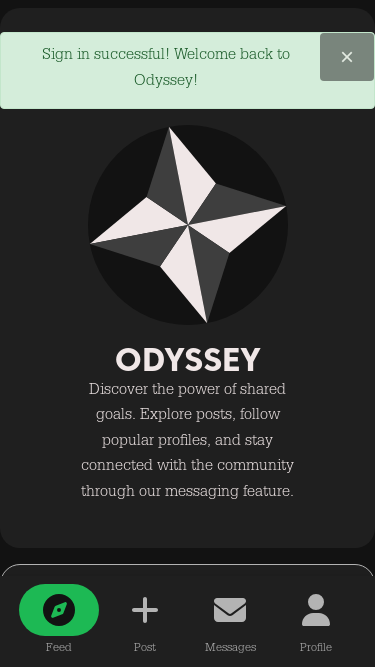 Sign in successful! Welcome back to
Odyssey!
×
ODYSSEY
Discover the power of shared
goals. Explore posts, follow
popular profiles, and stay
connected with the community
through our messaging feature.
Feed
Post
Messages
Profile